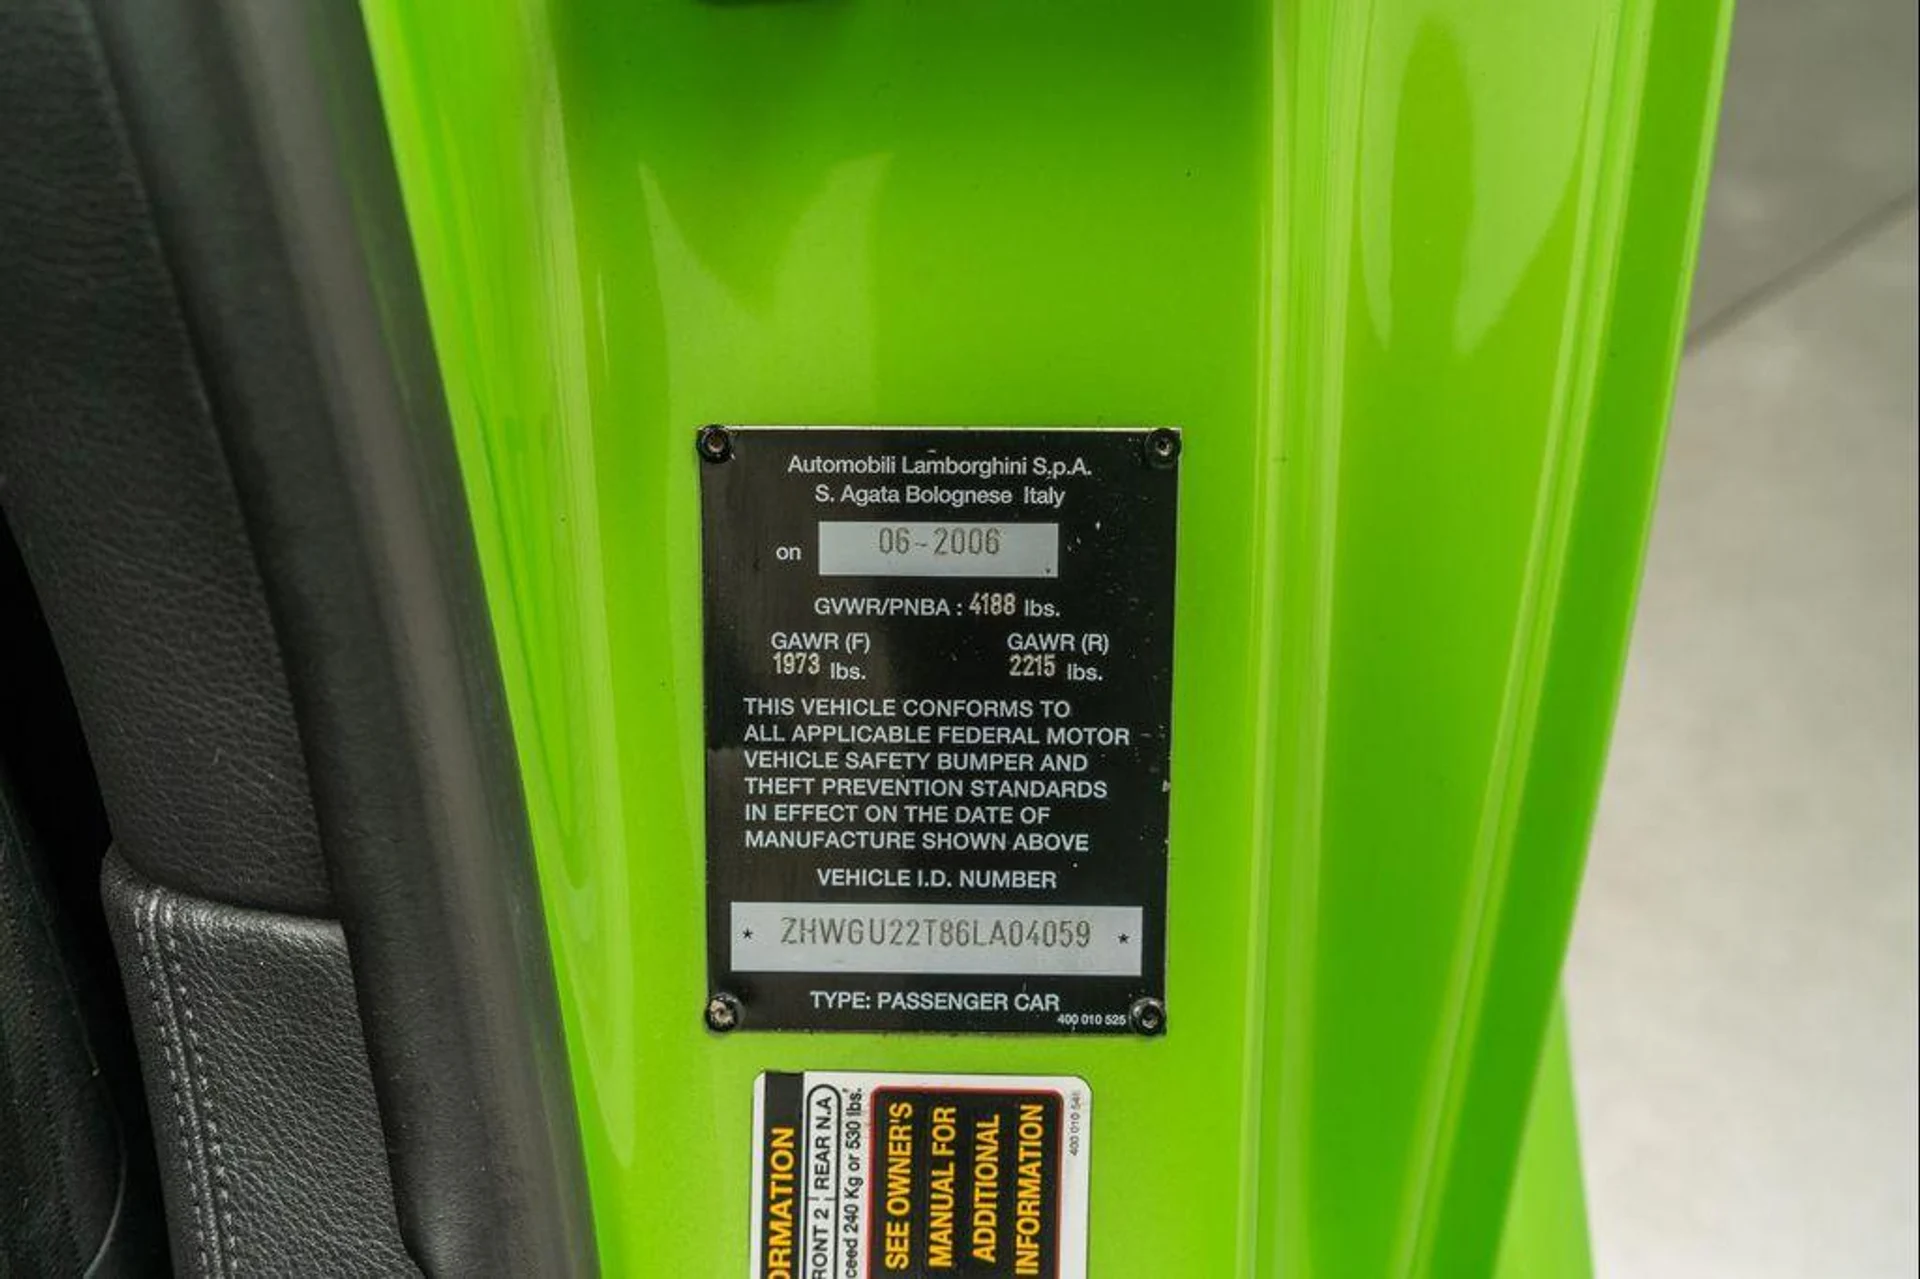 Automobili Lamborghini S.p.A.
S. Agata Bolognese Italy
on 06-2006
GVWR/PNBA : 4188 lbs.
GAWR (F) GAWR (R)
1973 lbs. 2215 lbs.
THIS VEHICLE CONFORMS TO
ALL APPLICABLE FEDERAL MOTOR
VEHICLE SAFETY BUMPER AND
THEFT PREVENTION STANDARDS
IN EFFECT ON THE DATE OF
MANUFACTURE SHOWN ABOVE
VEHICLE I.D. NUMBER
* ZHWGU22T86LA04059 *
TYPE: PASSENGER CAR
400 010 525
ORMATION
RONT 2 REAR N.A
ceed 240 Kg or 530 lbs.
SEE OWNER'S
MANUAL FOR
ADDITIONAL
INFORMATION